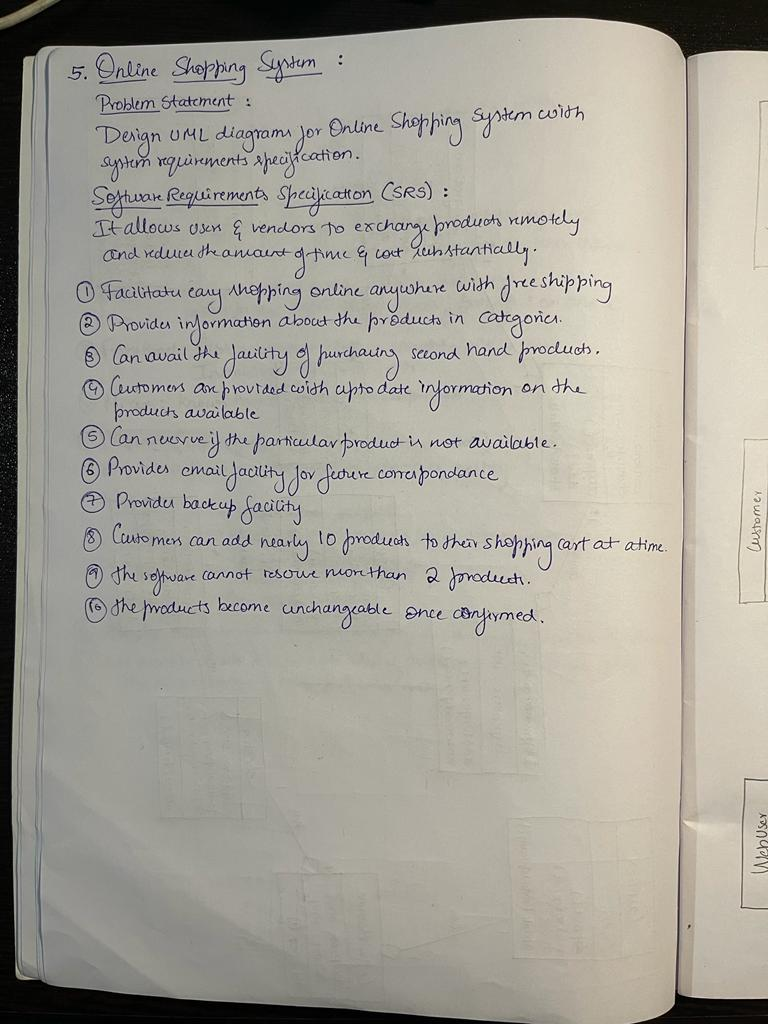 5. Online Shopping System :
Problem Statement :
Design UML diagrams for Online Shopping System with
system requirements specification.
Software Requirements Specification (SRS) :
It allows users & vendors to exchange products remotely
and reduces the amount of time & cost substantially.
① Facilitates easy shopping online anywhere with free shipping
② Provides information about the products in categories.
③ Can avail the facility of purchasing second hand products.
④ Customers are provided with upto date information on the
products available
⑤ Can reserve if the particular product is not available.
⑥ Provides email facility for future correspondance
⑦ Provides backup facility
⑧ Customers can add nearly 10 products to their shopping cart at a time.
⑨ The software cannot reserve more than 2 products.
⑩ The products become unchangeable once confirmed.
Customer
Web User